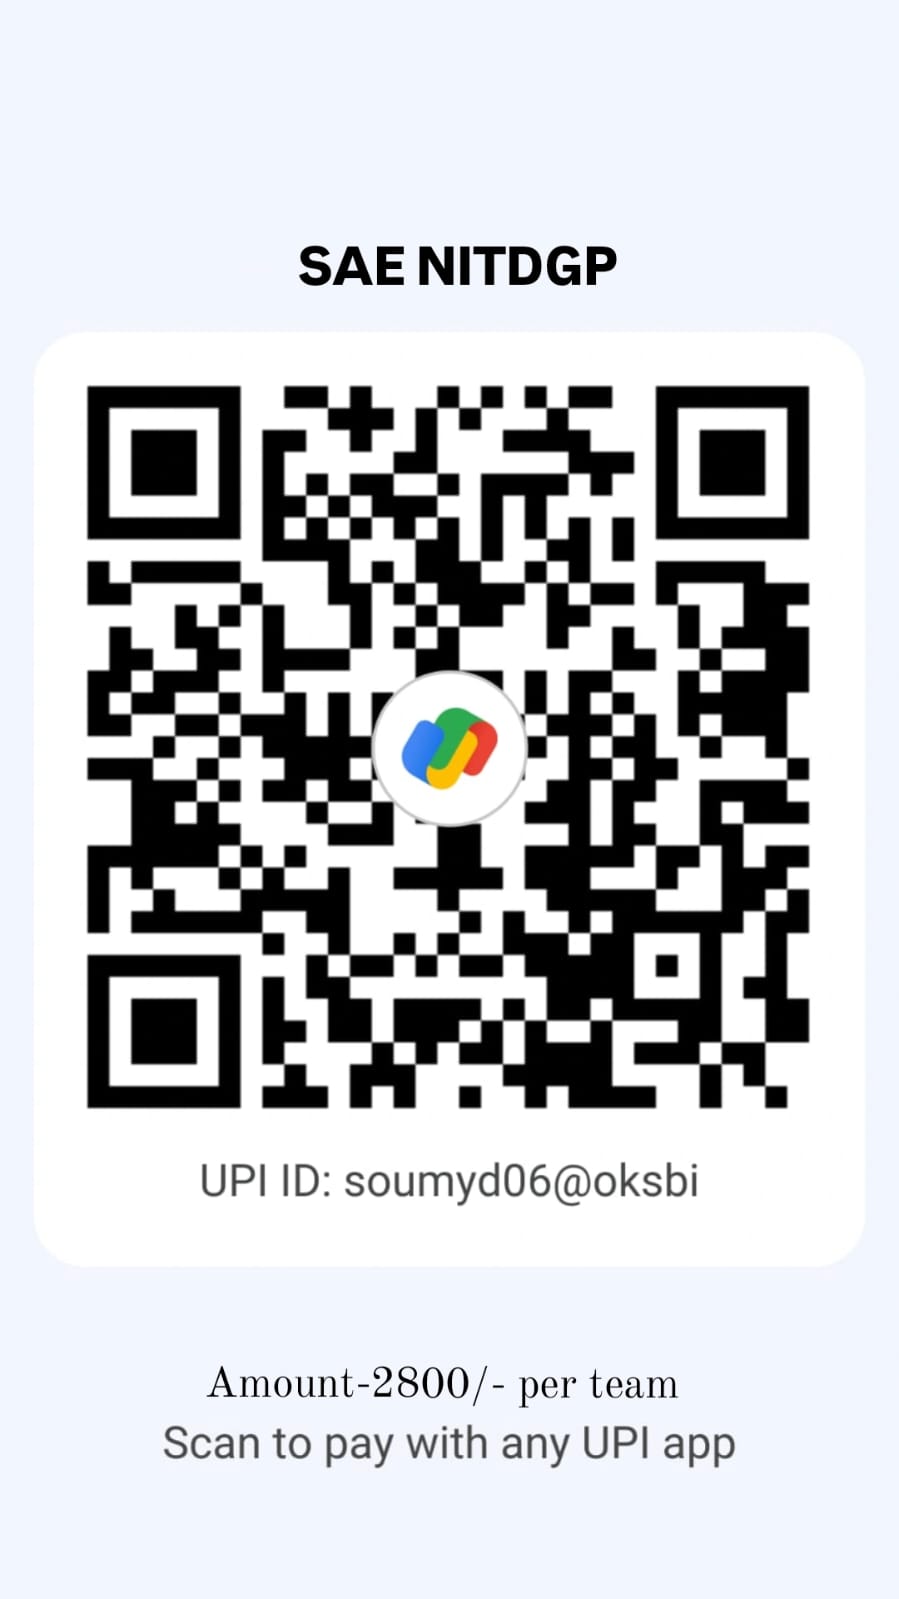 SAE NITDGP
UPI ID: soumyd06@oksbi
Amount-2800/- per team
Scan to pay with any UPI app